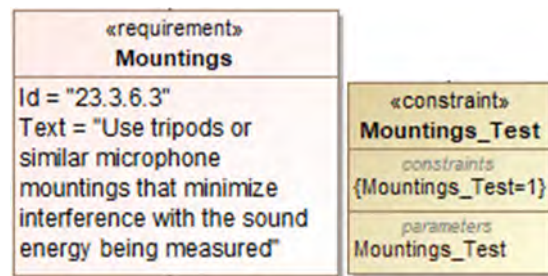 «requirement»
Mountings
Id = "23.3.6.3"
Text = "Use tripods or
similar microphone
mountings that minimize
interference with the sound
energy being measured"
«constraint»
Mountings_Test
constraints
{Mountings_Test=1}
parameters
Mountings_Test